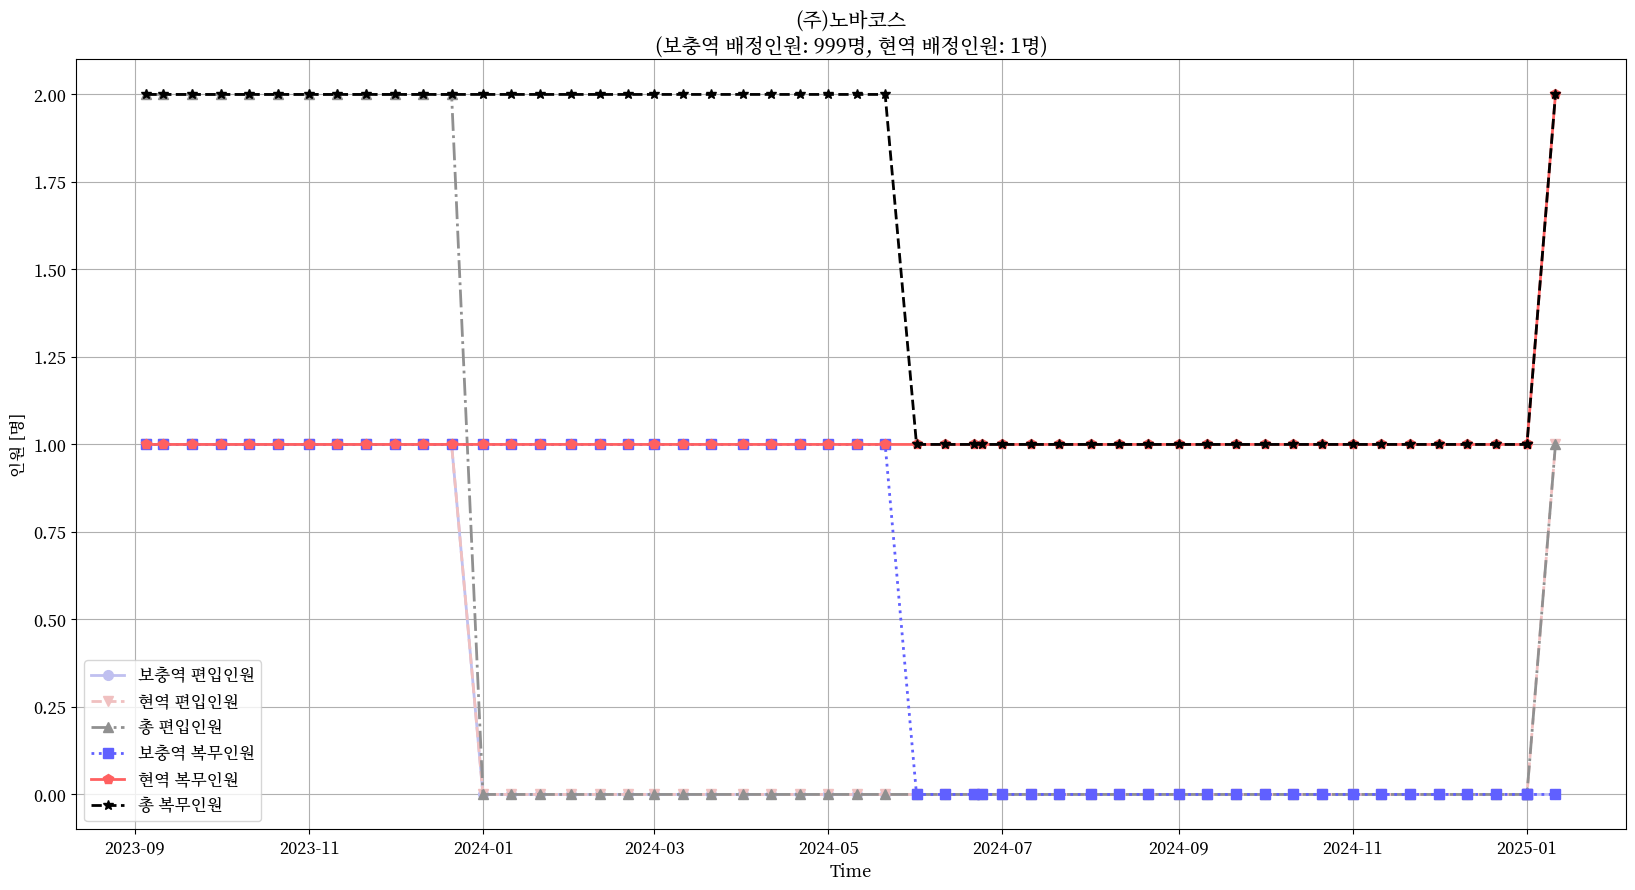 (주)노바코스
(보충역 배정인원: 999명, 현역 배정인원: 1명)
인원 [명]
2.00
1.75
1.50
1.25
1.00
0.75
0.50
0.25
0.00
보충역 편입인원
현역 편입인원
총 편입인원
보충역 복무인원
현역 복무인원
총 복무인원
2023-09
2023-11
2024-01
2024-03
2024-05
2024-07
2024-09
2024-11
2025-01
Time